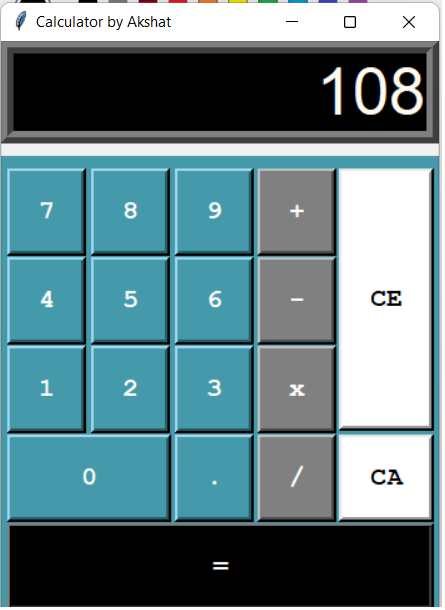 Calculator by Akshat
108
7 8 9 +
4 5 6 - CE
1 2 3 x
0 . / CA
=